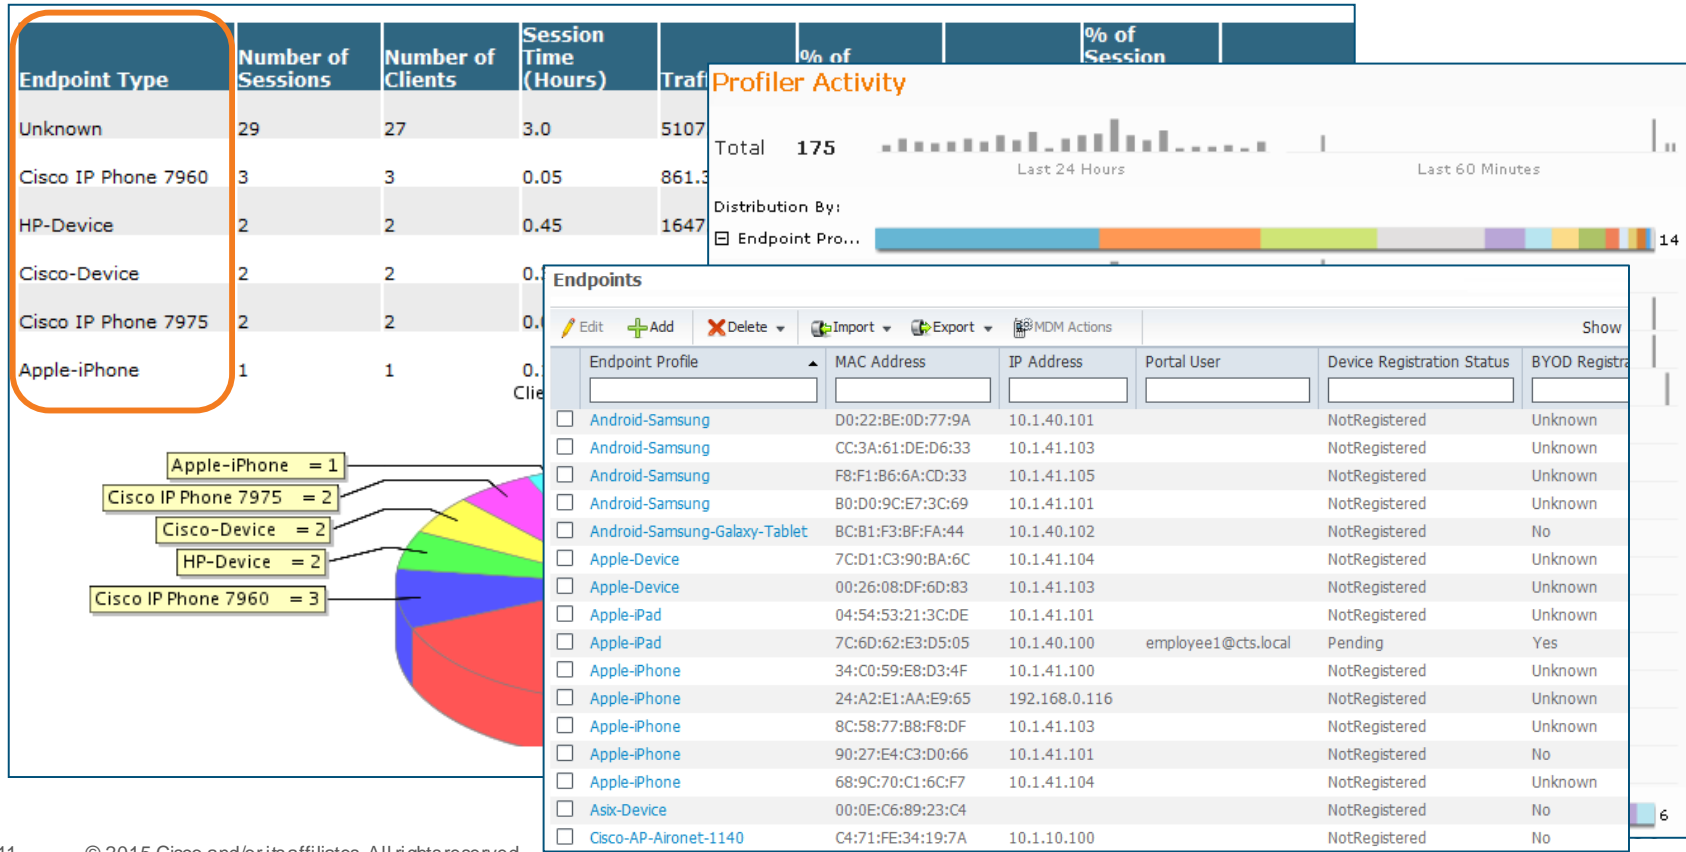 Endpoint Type Number of Sessions Number of Clients Session Time (Hours) % of % of Session
Unknown 29 27 3.0 5107
Cisco IP Phone 7960 3 3 0.05 861.3
HP-Device 2 2 0.45 1647
Cisco-Device 2 2
Cisco IP Phone 7975 2 2
Apple-iPhone 1 1
Apple-iPhone = 1
Cisco IP Phone 7975 = 2
Cisco-Device = 2
HP-Device = 2
Cisco IP Phone 7960 = 3
Profiler Activity
Total 175
Last 24 Hours Last 60 Minutes
Distribution By:
Endpoint Pro... 14
6
Endpoints
Edit Add Delete Import Export MDM Actions Show
Endpoint Profile MAC Address IP Address Portal User Device Registration Status BYOD Registra
Android-Samsung D0:22:BE:0D:77:9A 10.1.40.101 NotRegistered Unknown
Android-Samsung CC:3A:61:DE:D6:33 10.1.41.103 NotRegistered Unknown
Android-Samsung F8:F1:B6:6A:CD:33 10.1.41.105 NotRegistered Unknown
Android-Samsung B0:D0:9C:E7:3C:69 10.1.41.101 NotRegistered Unknown
Android-Samsung-Galaxy-Tablet BC:B1:F3:BF:FA:44 10.1.40.102 NotRegistered No
Apple-Device 7C:D1:C3:90:BA:6C 10.1.41.104 NotRegistered Unknown
Apple-Device 00:26:08:DF:6D:83 10.1.41.103 NotRegistered Unknown
Apple-iPad 04:54:53:21:3C:DE 10.1.41.101 NotRegistered Unknown
Apple-iPad 7C:6D:62:E3:D5:05 10.1.40.100 employee1@cts.local Pending Yes
Apple-iPhone 34:C0:59:E8:D3:4F 10.1.41.100 NotRegistered Unknown
Apple-iPhone 24:A2:E1:AA:E9:65 192.168.0.116 NotRegistered Unknown
Apple-iPhone 8C:58:77:B8:F8:DF 10.1.41.103 NotRegistered Unknown
Apple-iPhone 90:27:E4:C3:D0:66 10.1.41.101 NotRegistered No
Apple-iPhone 68:9C:70:C1:6C:F7 10.1.41.104 NotRegistered Unknown
Asix-Device 00:0E:C6:89:23:C4 NotRegistered No
Cisco-AP-Aironet-1140 C4:71:FE:34:19:7A 10.1.10.100 NotRegistered No
© 2015 Cisco and/or its affiliates. All rights reserved.